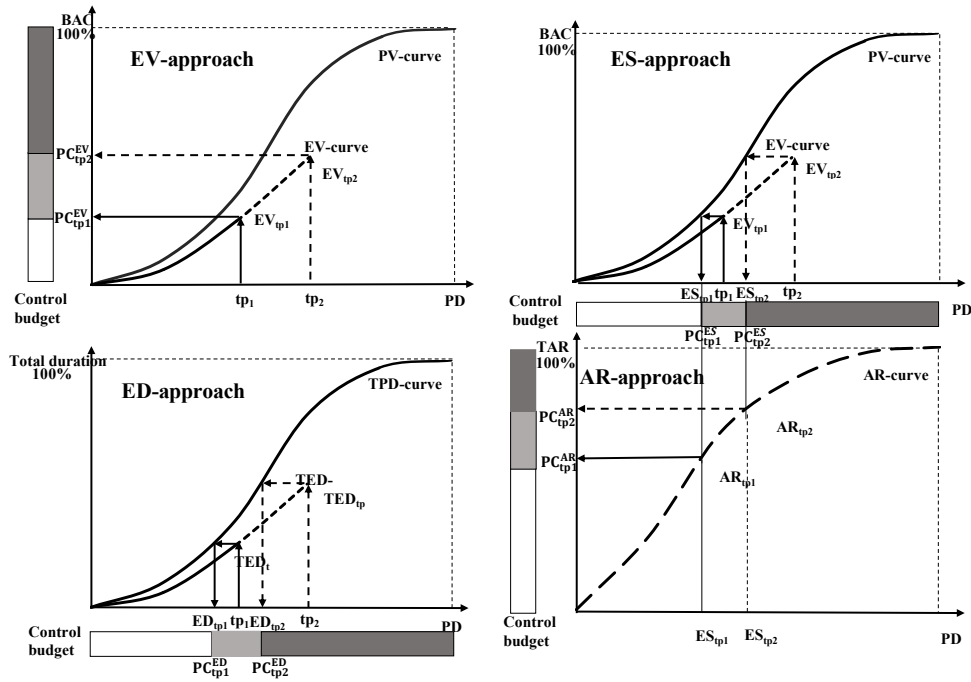 BAC
100%
EV-approach
PV-curve
PC^EV_tp2
EV-curve
EV_tp2
PC^EV_tp1
EV_tp1
Control
budget
tp₁
tp₂
PD
BAC
100%
ES-approach
PV-curve
EV-curve
EV_tp2
EV_tp1
ES_tp1
tp₁
ES_tp2
tp₂
Control
budget
PD
PC^ES_tp1
PC^ES_tp2
Total duration
100%
ED-approach
TPD-curve
TED-
TED_tp
TED_t
ED_tp1
tp₁
ED_tp2
tp₂
PD
Control
budget
PC^ED_tp1
PC^ED_tp2
TAR
100%
AR-approach
AR-curve
PC^AR_tp2
AR_tp2
PC^AR_tp1
AR_tp1
Control
budget
ES_tp1
ES_tp2
PD